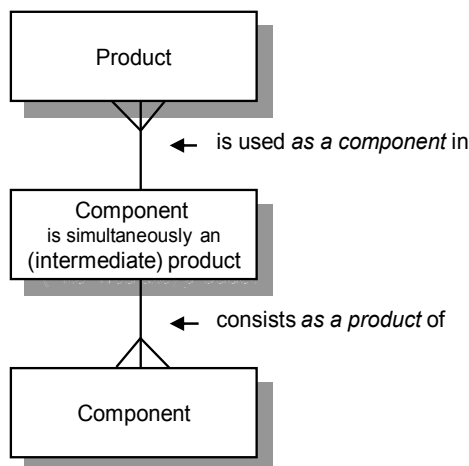 Product
is used as a component in
Component
is simultaneously an
(intermediate) product
consists as a product of
Component